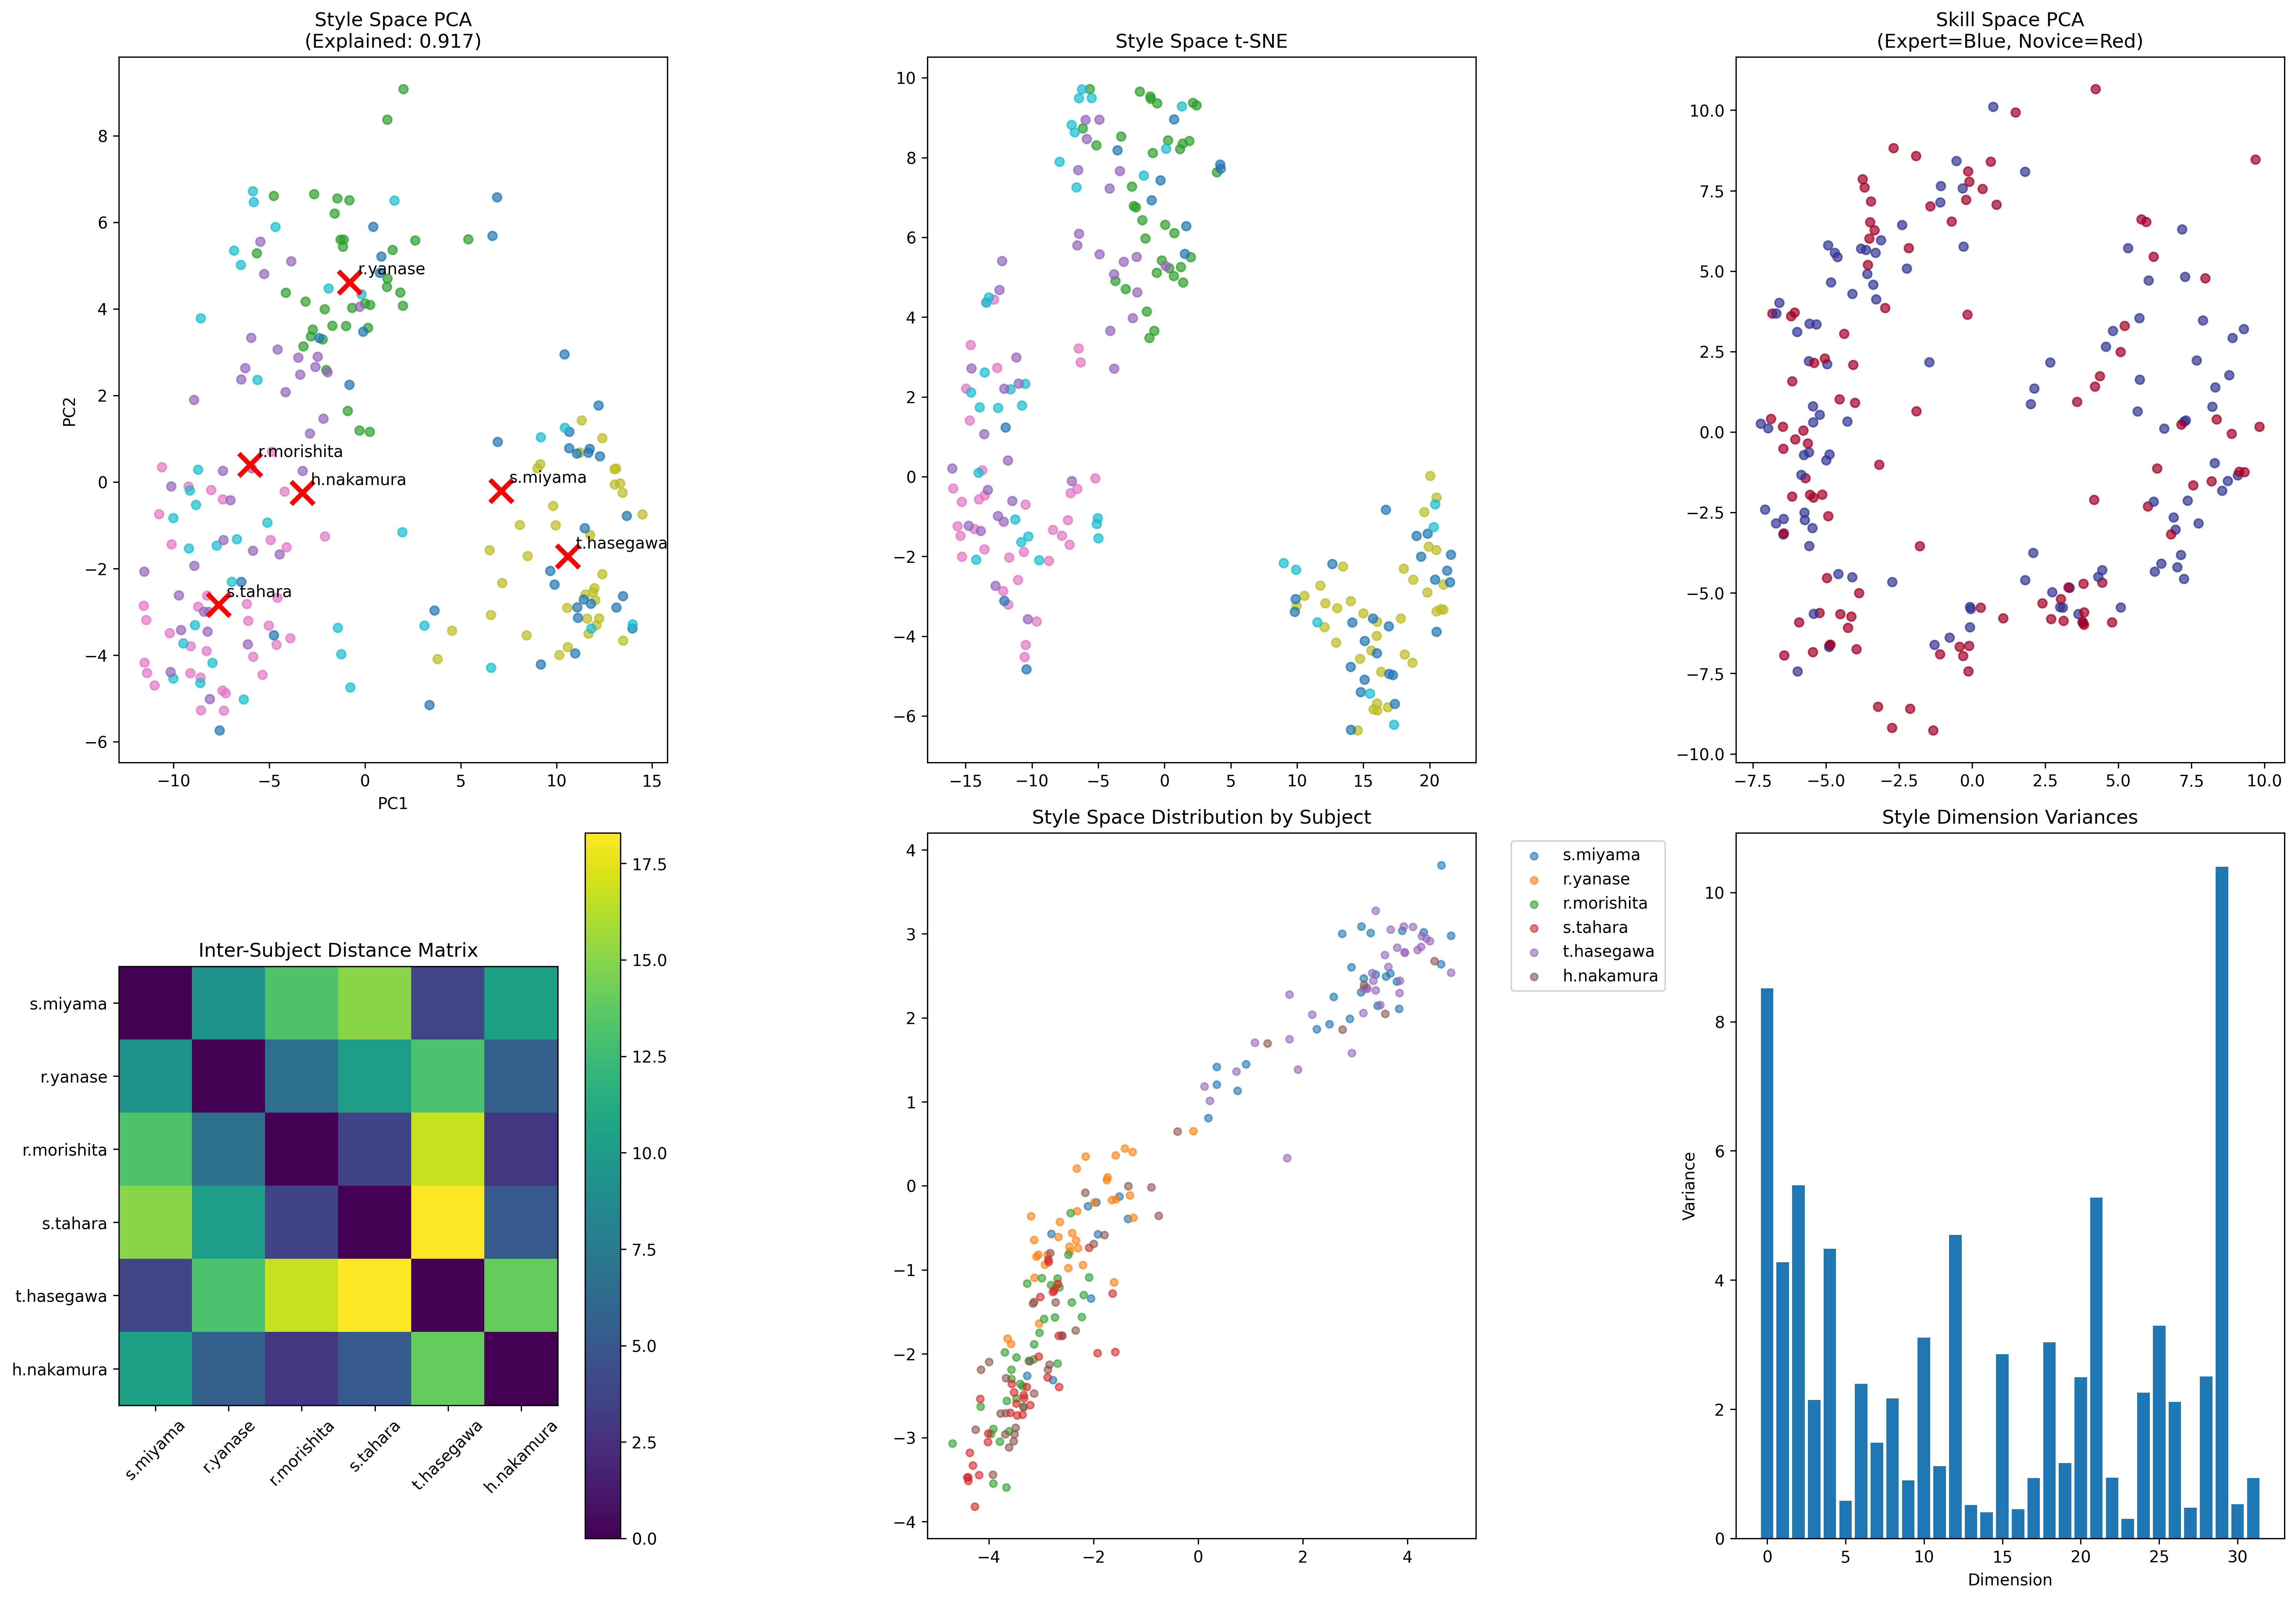 Style Space PCA
(Explained: 0.917)
8
6
4
2
0
−2
−4
−6
PC2
r.yanase
r.morishita
h.nakamura
s.miyama
t.hasegawa
s.tahara
−10
−5
0
5
10
15
PC1
Style Space t-SNE
10
8
6
4
2
0
−2
−4
−6
−15
−10
−5
0
5
10
15
20
Skill Space PCA
(Expert=Blue, Novice=Red)
10.0
7.5
5.0
2.5
0.0
−2.5
−5.0
−7.5
−10.0
−7.5
−5.0
−2.5
0.0
2.5
5.0
7.5
10.0
Inter-Subject Distance Matrix
s.miyama
r.yanase
r.morishita
s.tahara
t.hasegawa
h.nakamura
s.miyama
r.yanase
r.morishita
s.tahara
t.hasegawa
h.nakamura
17.5
15.0
12.5
10.0
7.5
5.0
2.5
0.0
Style Space Distribution by Subject
4
3
2
1
0
−1
−2
−3
−4
−4
−2
0
2
4
s.miyama
r.yanase
r.morishita
s.tahara
t.hasegawa
h.nakamura
Style Dimension Variances
10
8
6
4
2
0
Variance
0
5
10
15
20
25
30
Dimension